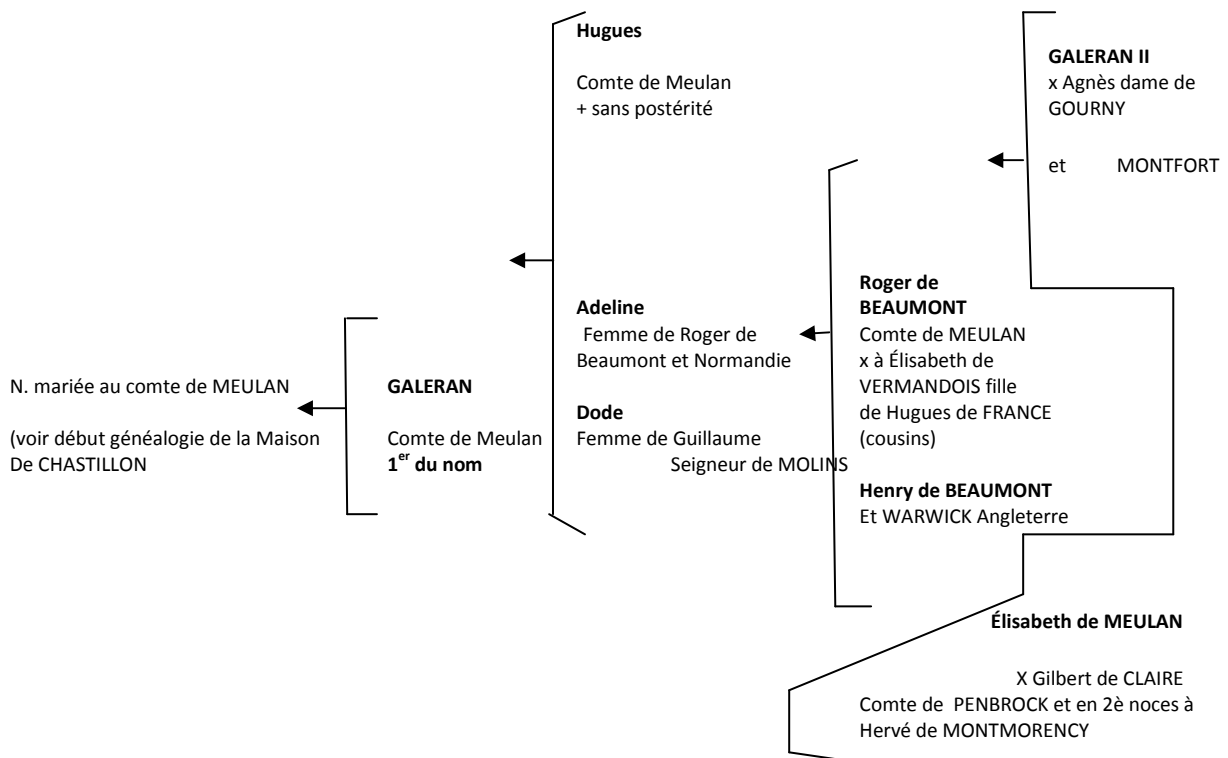 N. mariée au comte de MEULAN
(voir début généalogie de la Maison
De CHASTILLON
GALERAN
Comte de Meulan
1er du nom
Hugues
Comte de Meulan
+ sans postérité
Adeline
Femme de Roger de
Beaumont et Normandie
Dode
Femme de Guillaume
Seigneur de MOLINS
Roger de
BEAUMONT
Comte de MEULAN
x à Élisabeth de
VERMANDOIS fille
de Hugues de FRANCE
(cousins)
Henry de BEAUMONT
Et WARWICK Angleterre
GALERAN II
x Agnès dame de
GOURNY
et MONTFORT
Élisabeth de MEULAN
X Gilbert de CLAIRE
Comte de PENBROCK et en 2è noces à
Hervé de MONTMORENCY